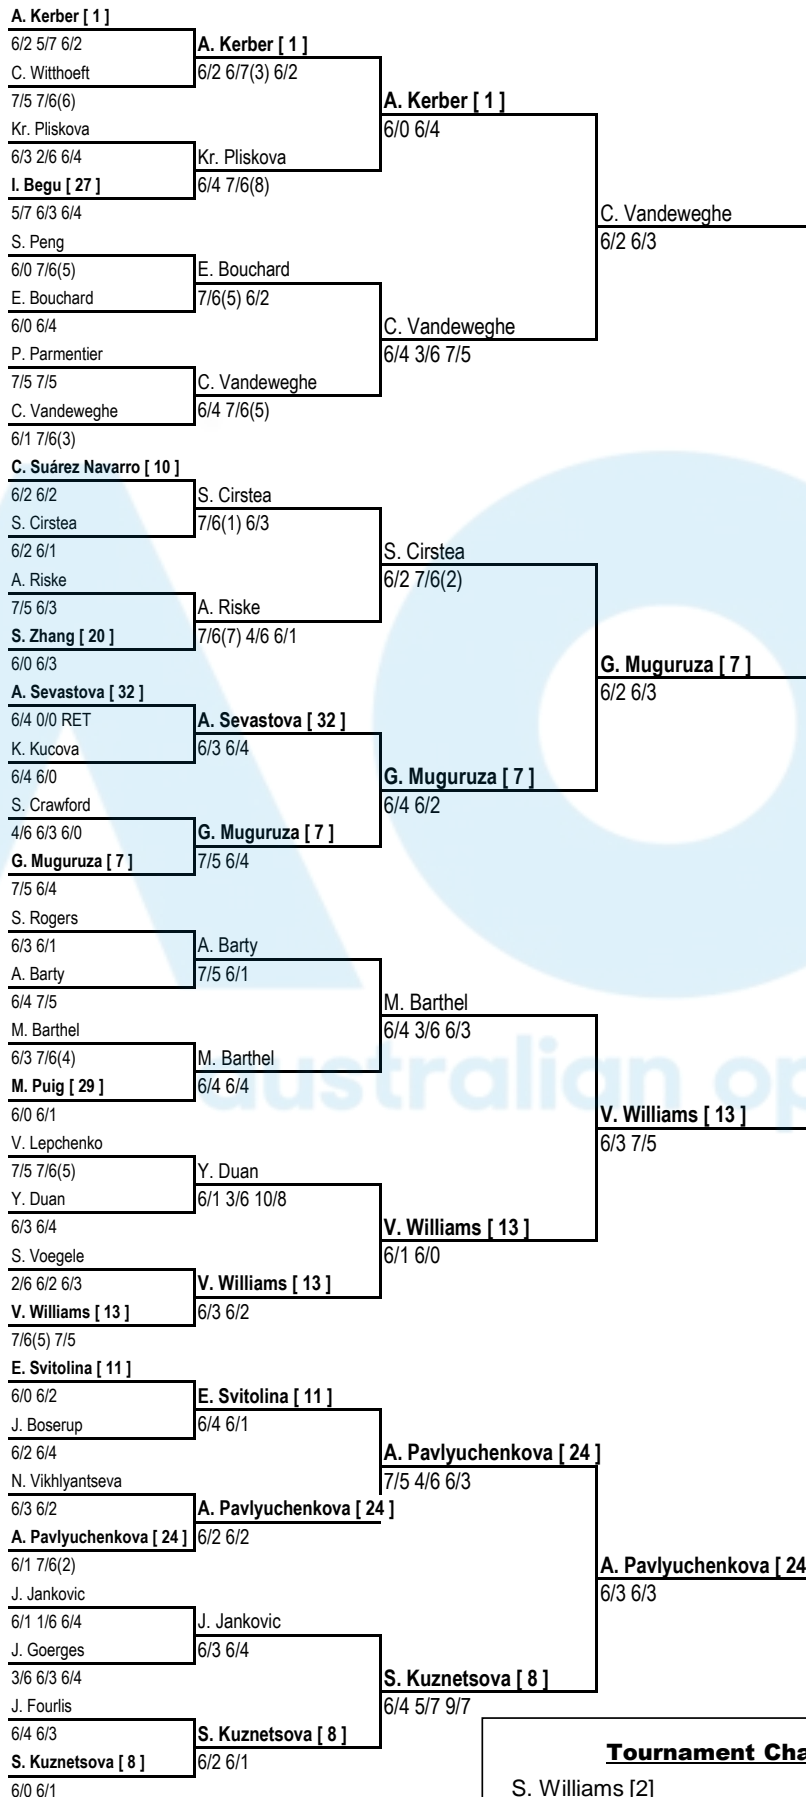 A. Kerber [ 1 ]
6/2 5/7 6/2
C. Witthoeft
7/5 7/6(6)
Kr. Pliskova
6/3 2/6 6/4
I. Begu [ 27 ]
5/7 6/3 6/4
S. Peng
6/0 7/6(5)
E. Bouchard
6/0 6/4
P. Parmentier
7/5 7/5
C. Vandeweghe
6/1 7/6(3)
C. Suárez Navarro [ 10 ]
6/2 6/2
S. Cirstea
6/2 6/1
A. Riske
7/5 6/3
S. Zhang [ 20 ]
6/0 6/3
A. Sevastova [ 32 ]
6/4 0/0 RET
K. Kucova
6/4 6/0
S. Crawford
4/6 6/3 6/0
G. Muguruza [ 7 ]
7/5 6/4
S. Rogers
6/3 6/1
A. Barty
6/4 7/5
M. Barthel
6/3 7/6(4)
M. Puig [ 29 ]
6/0 6/1
V. Lepchenko
7/5 7/6(5)
Y. Duan
6/3 6/4
S. Voegele
2/6 6/2 6/3
V. Williams [ 13 ]
7/6(5) 7/5
E. Svitolina [ 11 ]
6/0 6/2
J. Boserup
6/2 6/4
N. Vikhlyantseva
6/3 6/2
A. Pavlyuchenkova [ 24 ]
6/1 7/6(2)
J. Jankovic
6/1 1/6 6/4
J. Goerges
3/6 6/3 6/4
J. Fourlis
6/4 6/3
S. Kuznetsova [ 8 ]
6/0 6/1
A. Kerber [ 1 ]
6/2 6/7(3) 6/2
Kr. Pliskova
6/4 7/6(8)
E. Bouchard
7/6(5) 6/2
C. Vandeweghe
6/4 7/6(5)
S. Cirstea
7/6(1) 6/3
A. Riske
7/6(7) 4/6 6/1
A. Sevastova [ 32 ]
6/3 6/4
G. Muguruza [ 7 ]
7/5 6/4
A. Barty
7/5 6/1
M. Barthel
6/4 6/4
Y. Duan
6/1 3/6 10/8
V. Williams [ 13 ]
6/3 6/2
E. Svitolina [ 11 ]
6/4 6/1
A. Pavlyuchenkova [ 24 ]
6/2 6/2
J. Jankovic
6/3 6/4
S. Kuznetsova [ 8 ]
6/2 6/1
A. Kerber [ 1 ]
6/0 6/4
C. Vandeweghe
6/4 3/6 7/5
S. Cirstea
6/2 7/6(2)
G. Muguruza [ 7 ]
6/4 6/2
M. Barthel
6/4 3/6 6/3
V. Williams [ 13 ]
6/1 6/0
A. Pavlyuchenkova [ 24 ]
7/5 4/6 6/3
S. Kuznetsova [ 8 ]
6/4 5/7 9/7
C. Vandeweghe
6/2 6/3
G. Muguruza [ 7 ]
6/2 6/3
V. Williams [ 13 ]
6/3 7/5
A. Pavlyuchenkova [ 24
6/3 6/3
australian op
Tournament Cha
S. Williams [2]